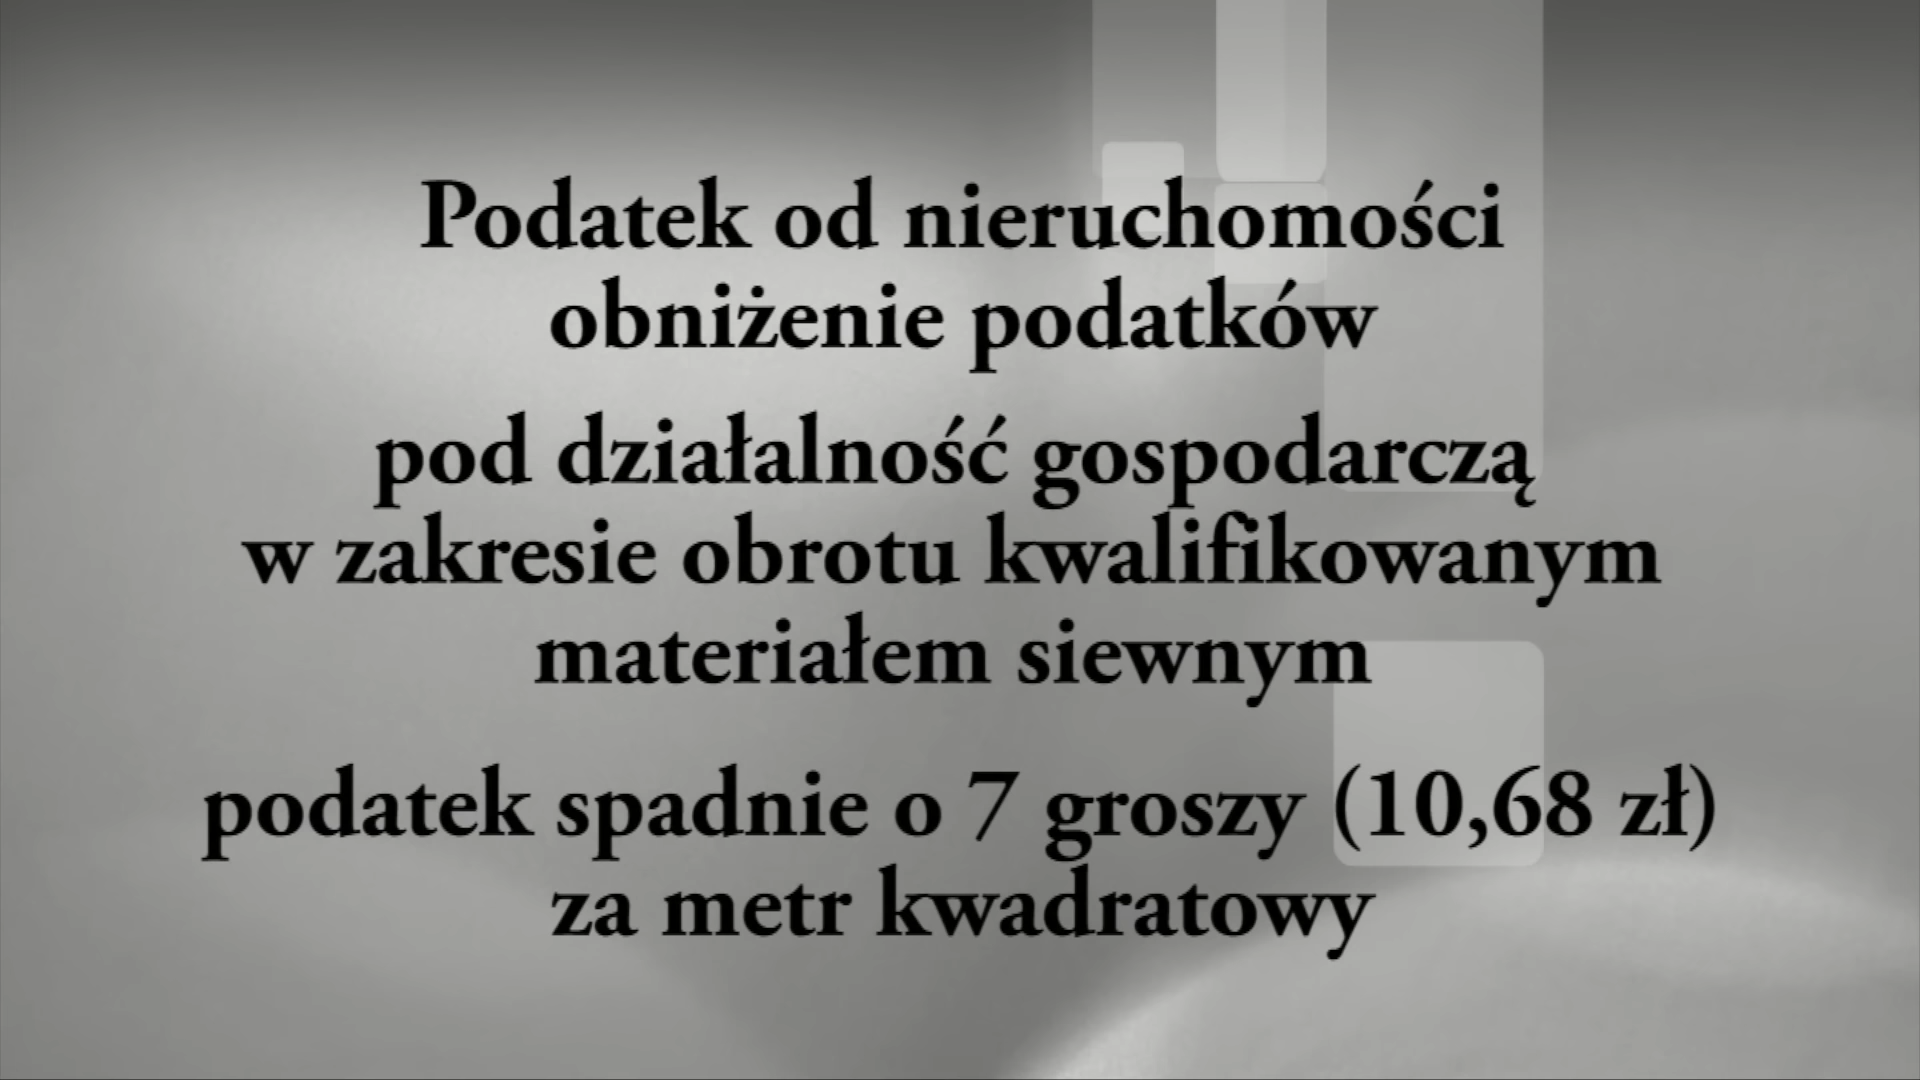 Podatek od nieruchomości
obniżenie podatków
pod działalność gospodarczą
w zakresie obrotu kwalifikowanym
materiałem siewnym
podatek spadnie o 7 groszy (10,68 zł)
za metr kwadratowy